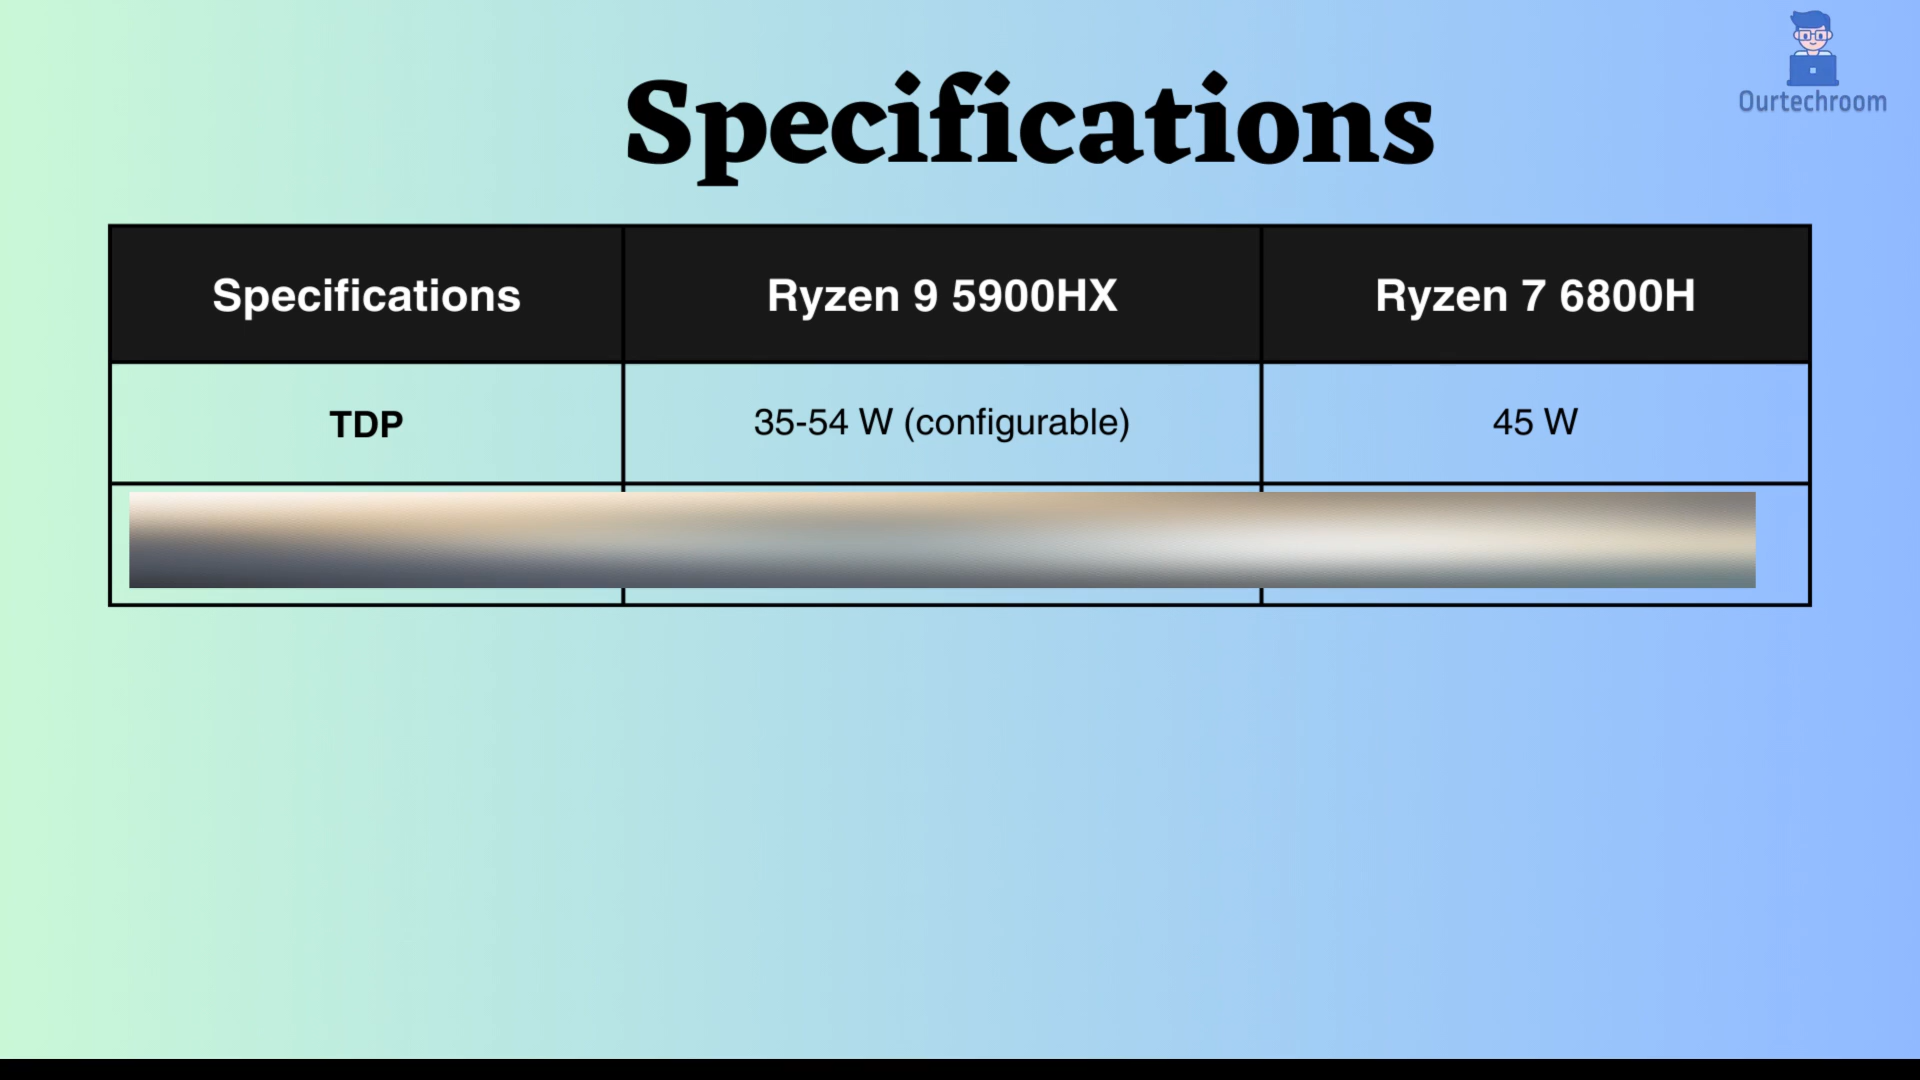 Ourtechroom
Specifications
Specifications Ryzen 9 5900HX Ryzen 7 6800H
TDP 35-54 W (configurable) 45 W